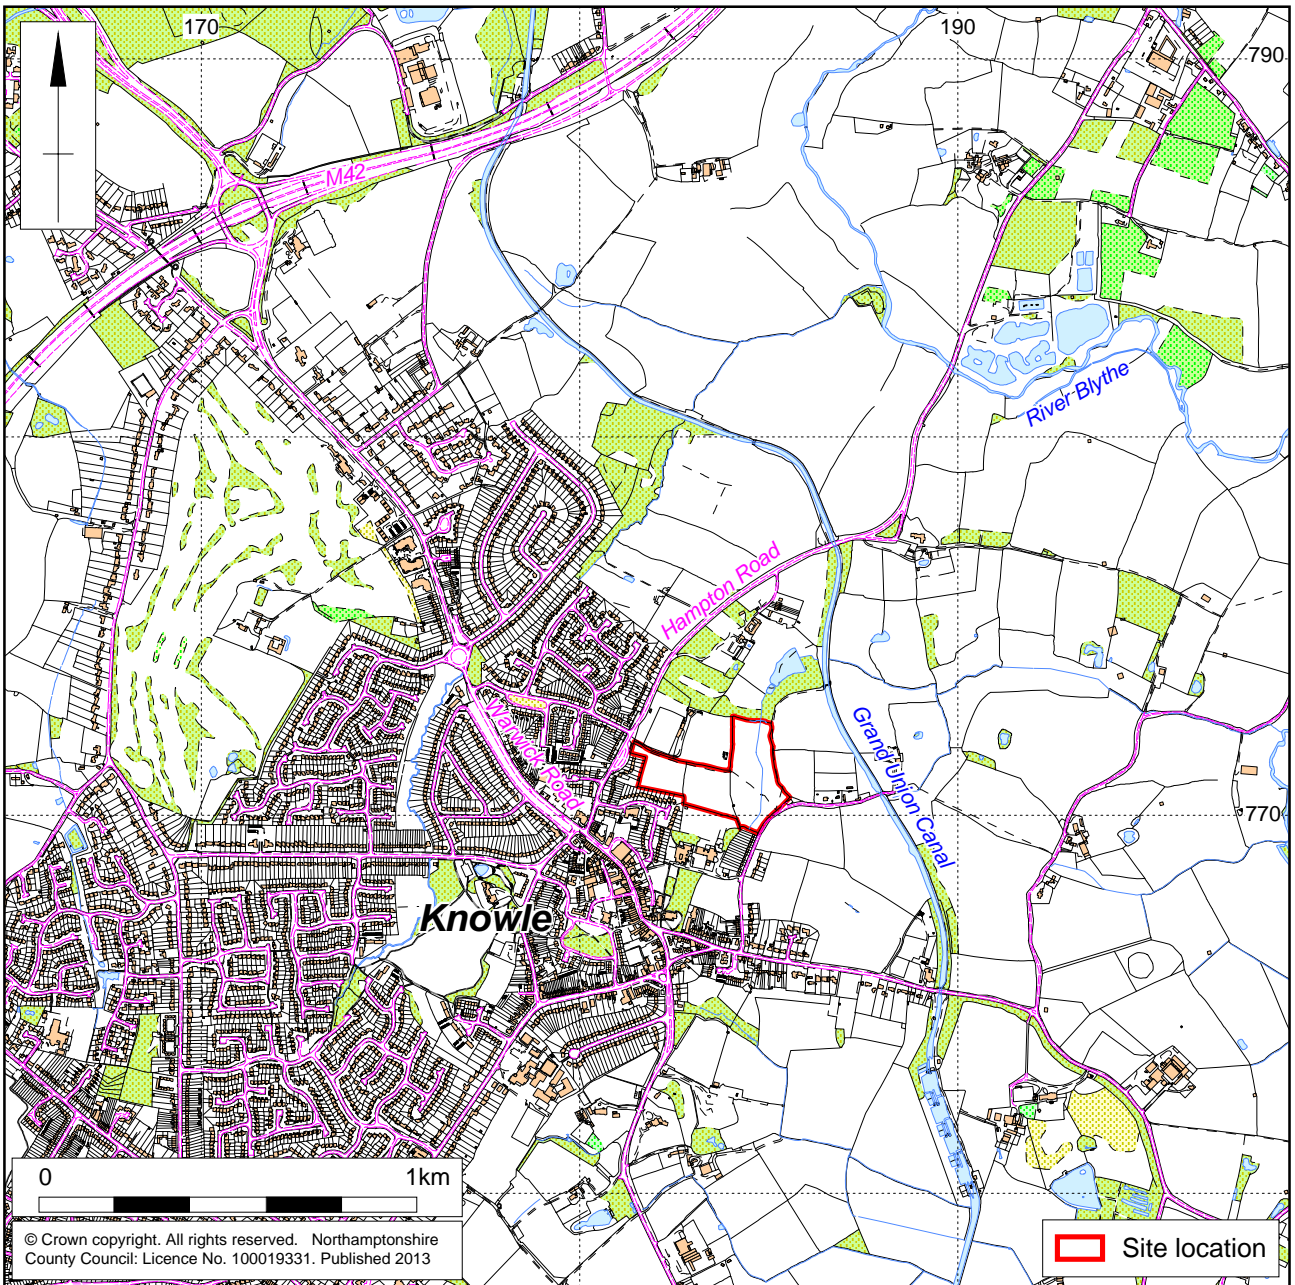 170
190
790
M42
River Blythe
Hampton Road
Warwick Road
Grand Union Canal
770
Knowle
0 1km
© Crown copyright. All rights reserved. Northamptonshire
County Council: Licence No. 100019331. Published 2013
Site location